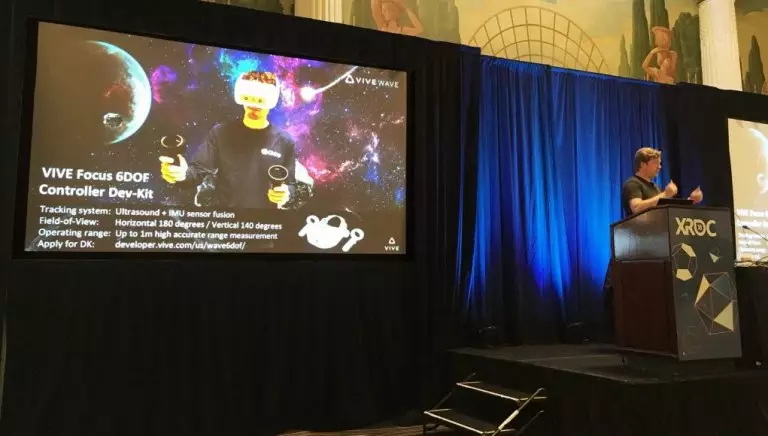 VIVE WAVE
VIVE Focus 6DOF
Controller Dev-Kit
Tracking system: Ultrasound + IMU sensor fusion
Field-of-View: Horizontal 180 degrees / Vertical 140 degrees
Operating range: Up to 1m high accurate range measurement
Apply for DK: developer.vive.com/us/wave6dof/
VIVE
XRDC